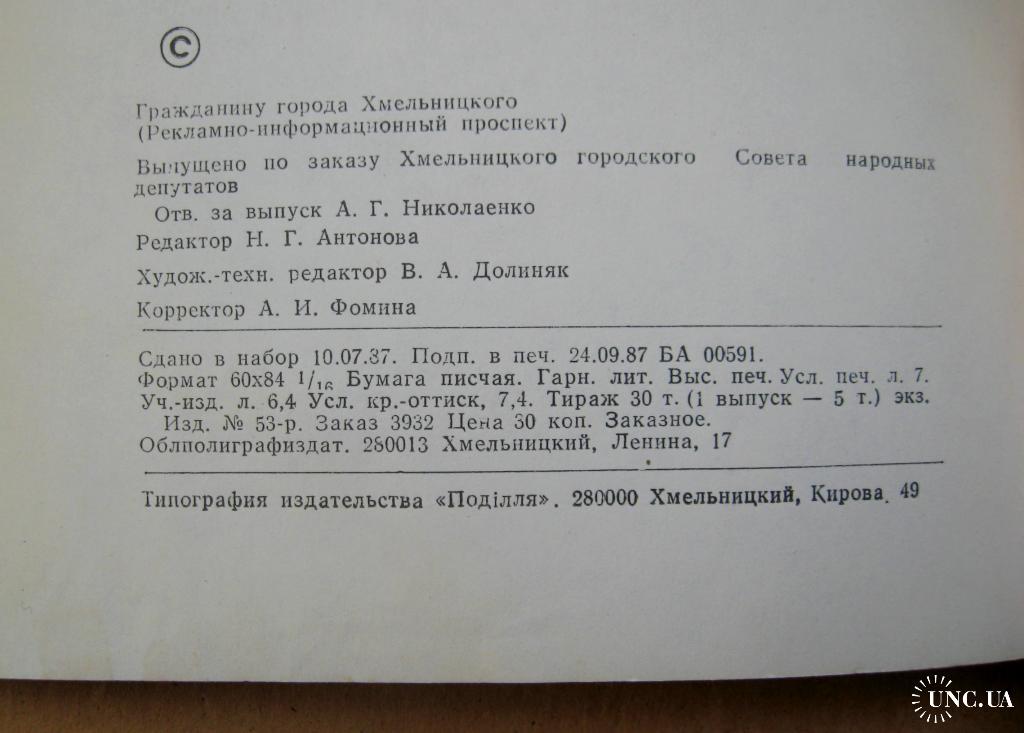 ©
Гражданину города Хмельницкого
(Рекламно-информационный проспект)
Выпущено по заказу Хмельницкого городского Совета народных
депутатов
Отв. за выпуск А. Г. Николаенко
Редактор Н. Г. Антонова
Худож.-техн. редактор В. А. Долиняк
Корректор А. И. Фомина
Сдано в набор 10.07.87. Подп. в печ. 24.09.87 БА 00591.
Формат 60х84 1/16 Бумага писчая. Гарн. лит. Выс. печ. Усл. печ. л. 7.
Уч.-изд. л. 6,4 Усл. кр.-оттиск, 7,4. Тираж 30 т. (1 выпуск — 5 т.) экз.
Изд. № 53-р. Заказ 3932 Цена 30 коп. Заказное.
Облполиграфиздат. 280013 Хмельницкий, Ленина, 17
Типография издательства «Поділля». 280000 Хмельницкий, Кирова. 49
UNC.UA